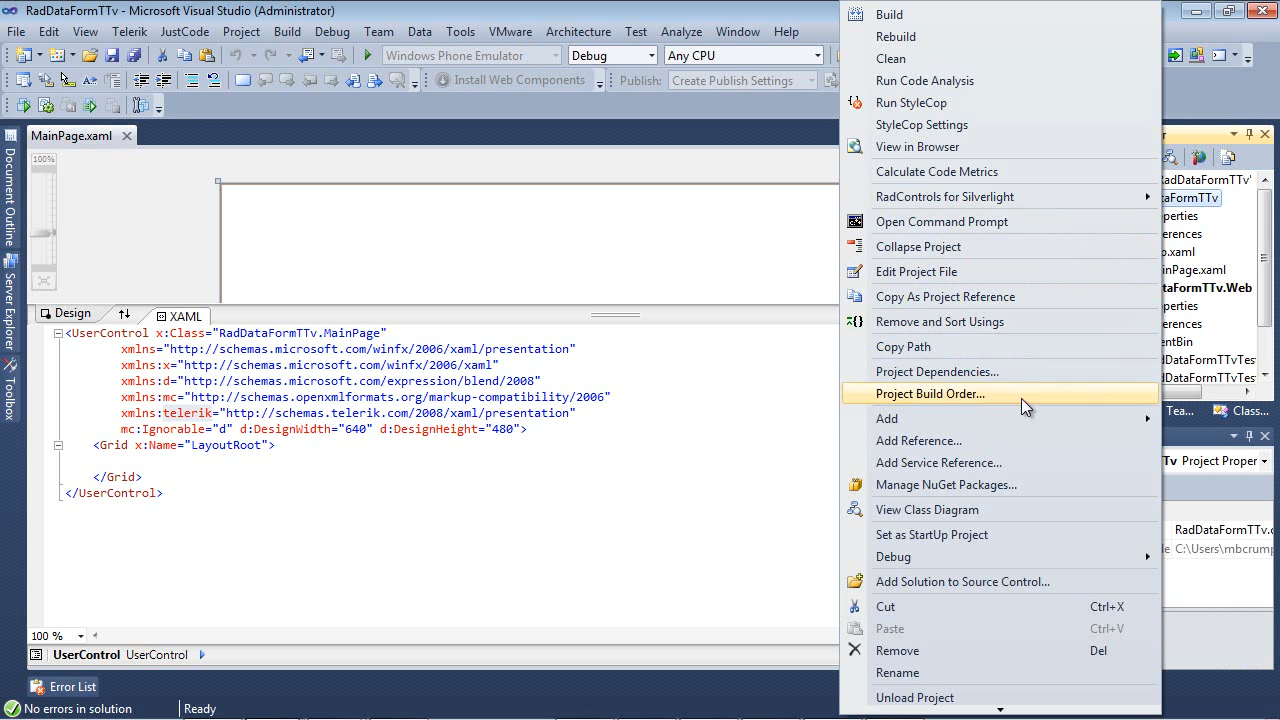 RadDataFormTTv - Microsoft Visual Studio (Administrator)
File Edit View Telerik JustCode Project Build Debug Team Data Tools VMware Architecture Test Analyze Window Help
Windows Phone Emulator Debug Any CPU
Install Web Components Publish: Create Publish Settings
MainPage.xaml
100%
Document Outline
Server Explorer
Toolbox
Design XAML
<UserControl x:Class="RadDataFormTTv.MainPage"
xmlns="http://schemas.microsoft.com/winfx/2006/xaml/presentation"
xmlns:x="http://schemas.microsoft.com/winfx/2006/xaml"
xmlns:d="http://schemas.microsoft.com/expression/blend/2008"
xmlns:mc="http://schemas.openxmlformats.org/markup-compatibility/2006"
xmlns:telerik="http://schemas.telerik.com/2008/xaml/presentation"
mc:Ignorable="d" d:DesignWidth="640" d:DesignHeight="480">
<Grid x:Name="LayoutRoot">
</Grid>
</UserControl>
100 %
UserControl UserControl
Error List
No errors in solution Ready
Build
Rebuild
Clean
Run Code Analysis
Run StyleCop
StyleCop Settings
View in Browser
Calculate Code Metrics
RadControls for Silverlight
Open Command Prompt
Collapse Project
Edit Project File
Copy As Project Reference
Remove and Sort Usings
Copy Path
Project Dependencies...
Project Build Order...
Add
Add Reference...
Add Service Reference...
Manage NuGet Packages...
View Class Diagram
Set as StartUp Project
Debug
Add Solution to Source Control...
Cut Ctrl+X
Paste Ctrl+V
Remove Del
Rename
Unload Project
r
RadDataFormTTv'
taFormTTv
perties
erences
p.xaml
inPage.xaml
taFormTTv.Web
perties
erences
entBin
taFormTTvTes
taFormTTvTest
Tea... Class...
Tv Project Proper
RadDataFormTTv.c
de C:\Users\mbcrump